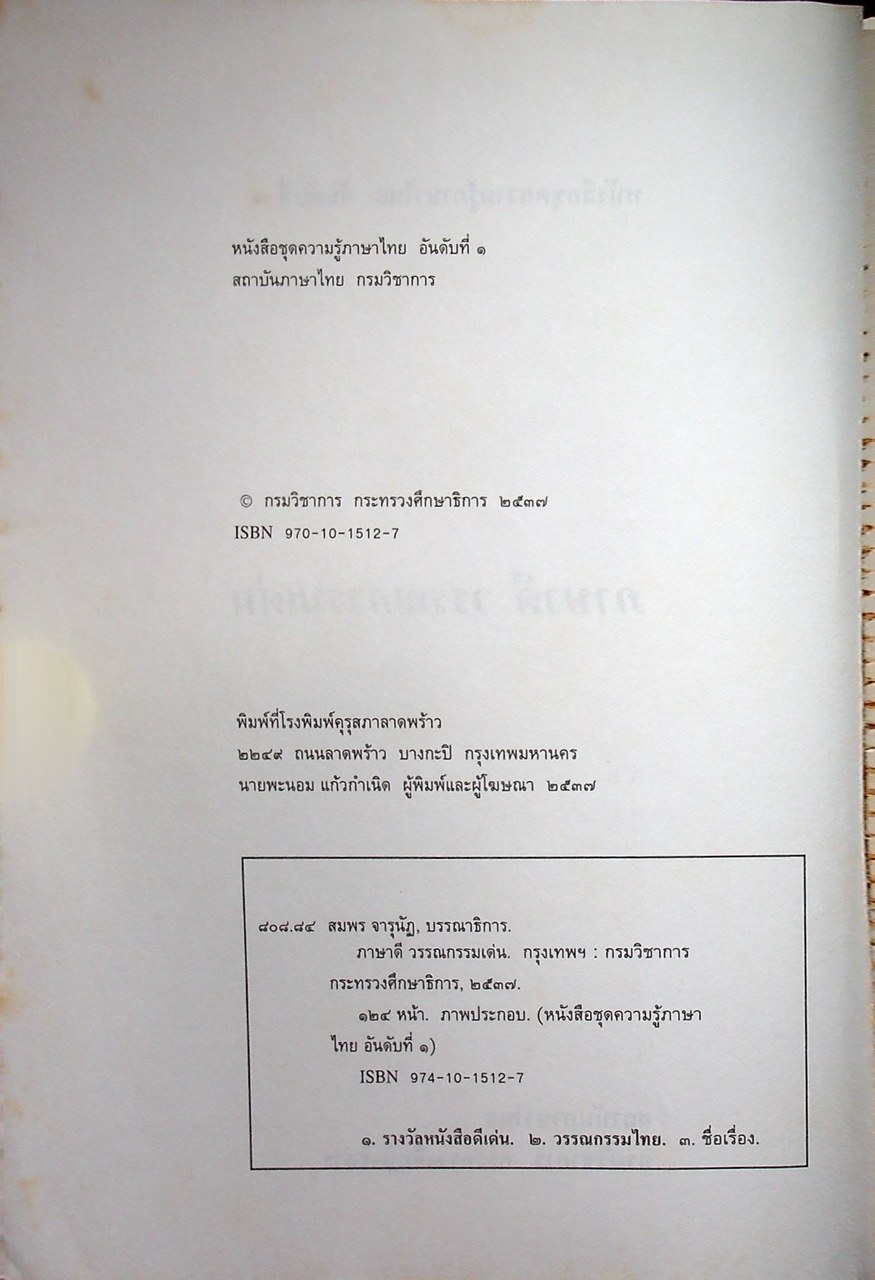 หนังสือชุดความรู้ภาษาไทย อันดับที่ ๑
สถาบันภาษาไทย กรมวิชาการ
© กรมวิชาการ กระทรวงศึกษาธิการ ๒๕๓๗
ISBN 970-10-1512-7
พิมพ์ที่โรงพิมพ์คุรุสภาลาดพร้าว
๒๒๔๙ ถนนลาดพร้าว บางกะปิ กรุงเทพมหานคร
นายพะนอม แก้วกำเนิด ผู้พิมพ์และผู้โฆษณา ๒๕๓๗
๘๐๘.๘๔ สมพร จารุนัฏ, บรรณาธิการ.
ภาษาดี วรรณกรรมเด่น. กรุงเทพฯ : กรมวิชาการ
กระทรวงศึกษาธิการ, ๒๕๓๗.
๑๒๔ หน้า. ภาพประกอบ. (หนังสือชุดความรู้ภาษา
ไทย อันดับที่ ๑)
ISBN 974-10-1512-7
๑. รางวัลหนังสือดีเด่น. ๒. วรรณกรรมไทย. ๓. ชื่อเรื่อง.